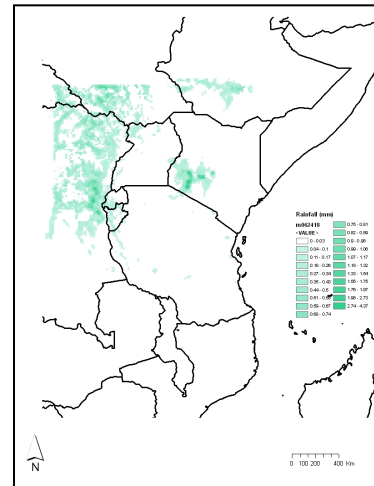 Rainfall (mm)
m062418
<VALUE>
0 - 0.03
0.04 - 0.1
0.11 - 0.17
0.18 - 0.26
0.27 - 0.34
0.35 - 0.43
0.44 - 0.5
0.51 - 0.58
0.59 - 0.67
0.68 - 0.74
0.75 - 0.81
0.82 - 0.89
0.9 - 0.98
0.99 - 1.06
1.07 - 1.17
1.18 - 1.32
1.33 - 1.54
1.55 - 1.75
1.76 - 1.97
1.98 - 2.73
2.74 - 4.37
N
0 100 200 400 Km